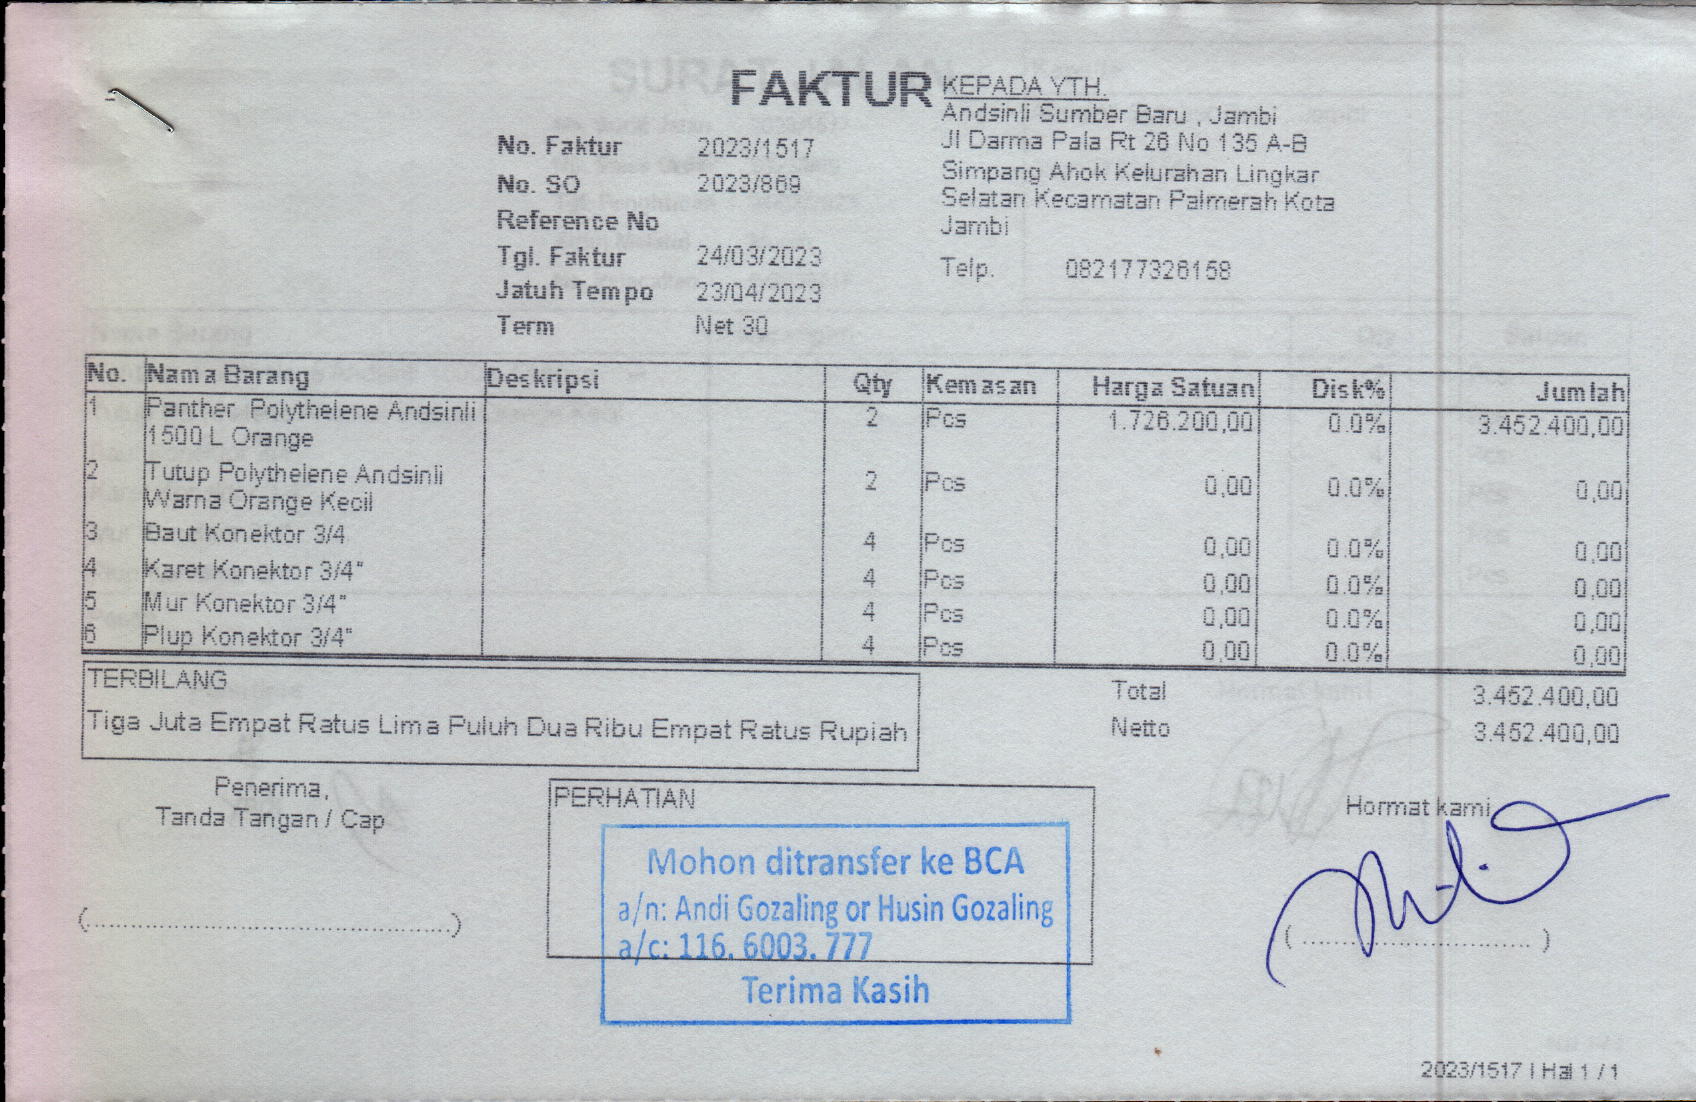 FAKTUR
No. Faktur 2023/1517
No. SO 2023/869
Reference No
Tgl. Faktur 24/03/2023
Jatuh Tempo 23/04/2023
Term Net 30
KEPADA YTH.
Andsinli Sumber Baru , Jambi
Jl Darma Pala Rt 26 No 135 A-B
Simpang Ahok Kelurahan Lingkar
Selatan Kecamatan Palmerah Kota
Jambi
Telp. 082177326158
No. Nama Barang Deskripsi Qty Kemasan Harga Satuan Disk% Jumlah
1 Panther Polythelene Andsinli 2 Pcs 1.726.200,00 0.0% 3.452.400,00
1500 L Orange
2 Tutup Polythelene Andsinli 2 Pcs 0,00 0.0% 0,00
Warna Orange Kecil
3 Baut Konektor 3/4 4 Pcs 0,00 0.0% 0,00
4 Karet Konektor 3/4" 4 Pcs 0,00 0.0% 0,00
5 Mur Konektor 3/4" 4 Pcs 0,00 0.0% 0,00
6 Plup Konektor 3/4" 4 Pcs 0,00 0.0% 0,00
TERBILANG
Tiga Juta Empat Ratus Lima Puluh Dua Ribu Empat Ratus Rupiah
Total 3.452.400,00
Netto 3.452.400,00
Penerima,
Tanda Tangan / Cap
(..................................................)
PERHATIAN
Mohon ditransfer ke BCA
a/n: Andi Gozaling or Husin Gozaling
a/c: 116. 6003. 777
Terima Kasih
Hormat kami
( ................................ )
2023/1517 | Hal 1 / 1